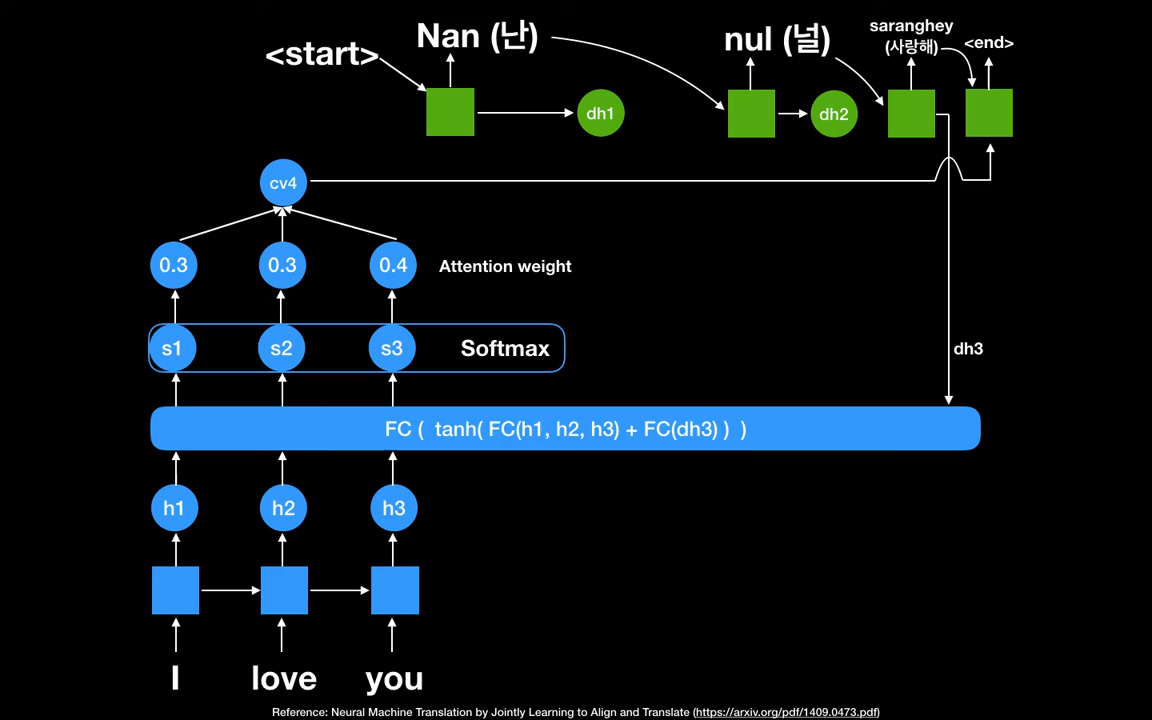 <start>
Nan (난)
nul (널)
saranghey
(사랑해)
<end>
dh1
dh2
cv4
0.3
0.3
0.4
Attention weight
s1
s2
s3
Softmax
dh3
FC ( tanh( FC(h1, h2, h3) + FC(dh3) ) )
h1
h2
h3
I
love
you
Reference: Neural Machine Translation by Jointly Learning to Align and Translate (https://arxiv.org/pdf/1409.0473.pdf)